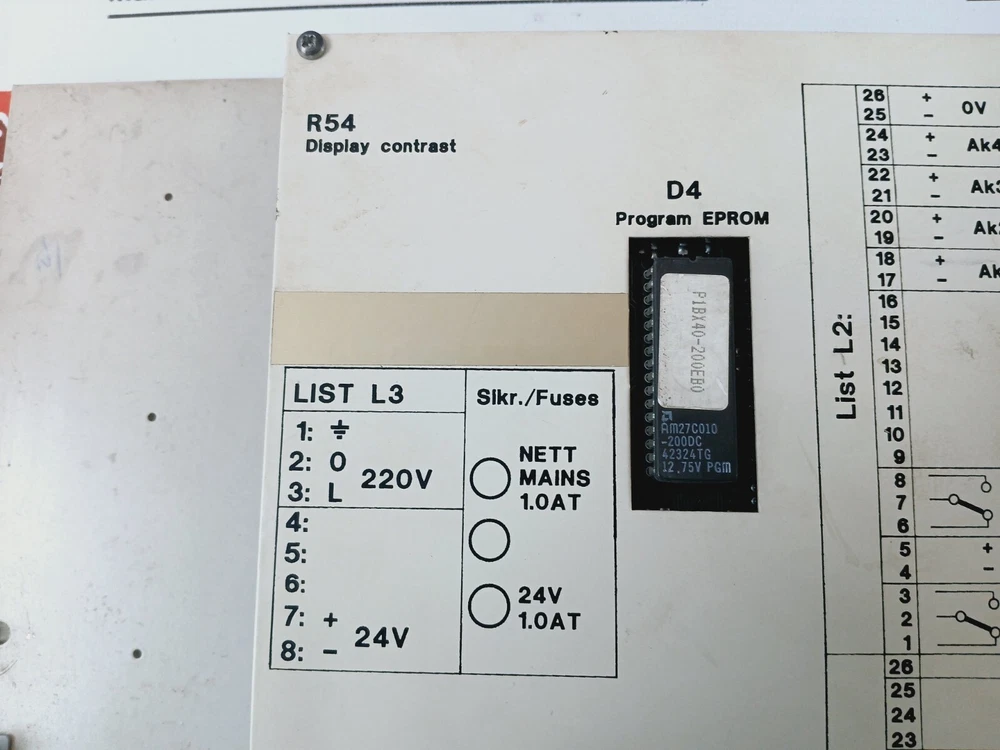 R54
Display contrast
D4
Program EPROM
P1BX40-200EB0
Am27C010
-200DC
42324TG
12.75V PGm
LIST L3
1:
2: 0
3: L
220V
4:
5:
6:
7: +
8: -
24V
Sikr./Fuses
NETT
MAINS
1.0AT
24V
1.0AT
List L2:
26 +
25 -
0V
24 +
23 -
Ak4
22 +
21 -
20 +
19 -
18 +
17 -
Ak
16
15
14
13
12
11
10
9
8
7
6
5 +
4 -
3
2
1
26
25
24
23